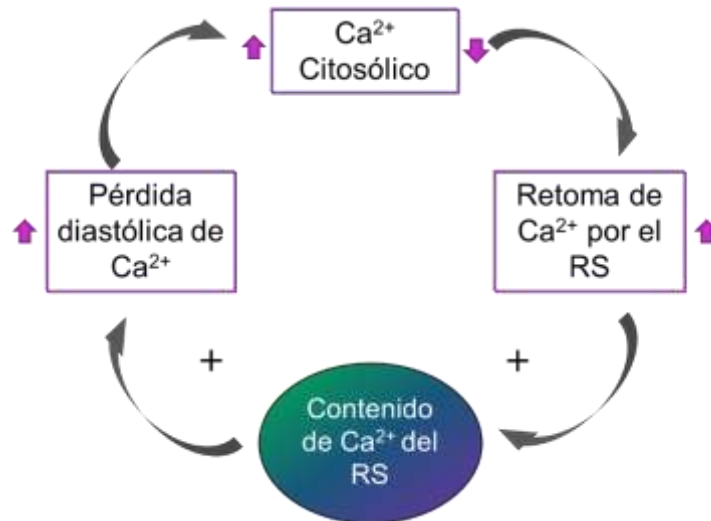 Ca²⁺
Citosólico
Pérdida
diastólica de
Ca²⁺
Retoma de
Ca²⁺ por el
RS
+
+
Contenido
de Ca²⁺ del
RS